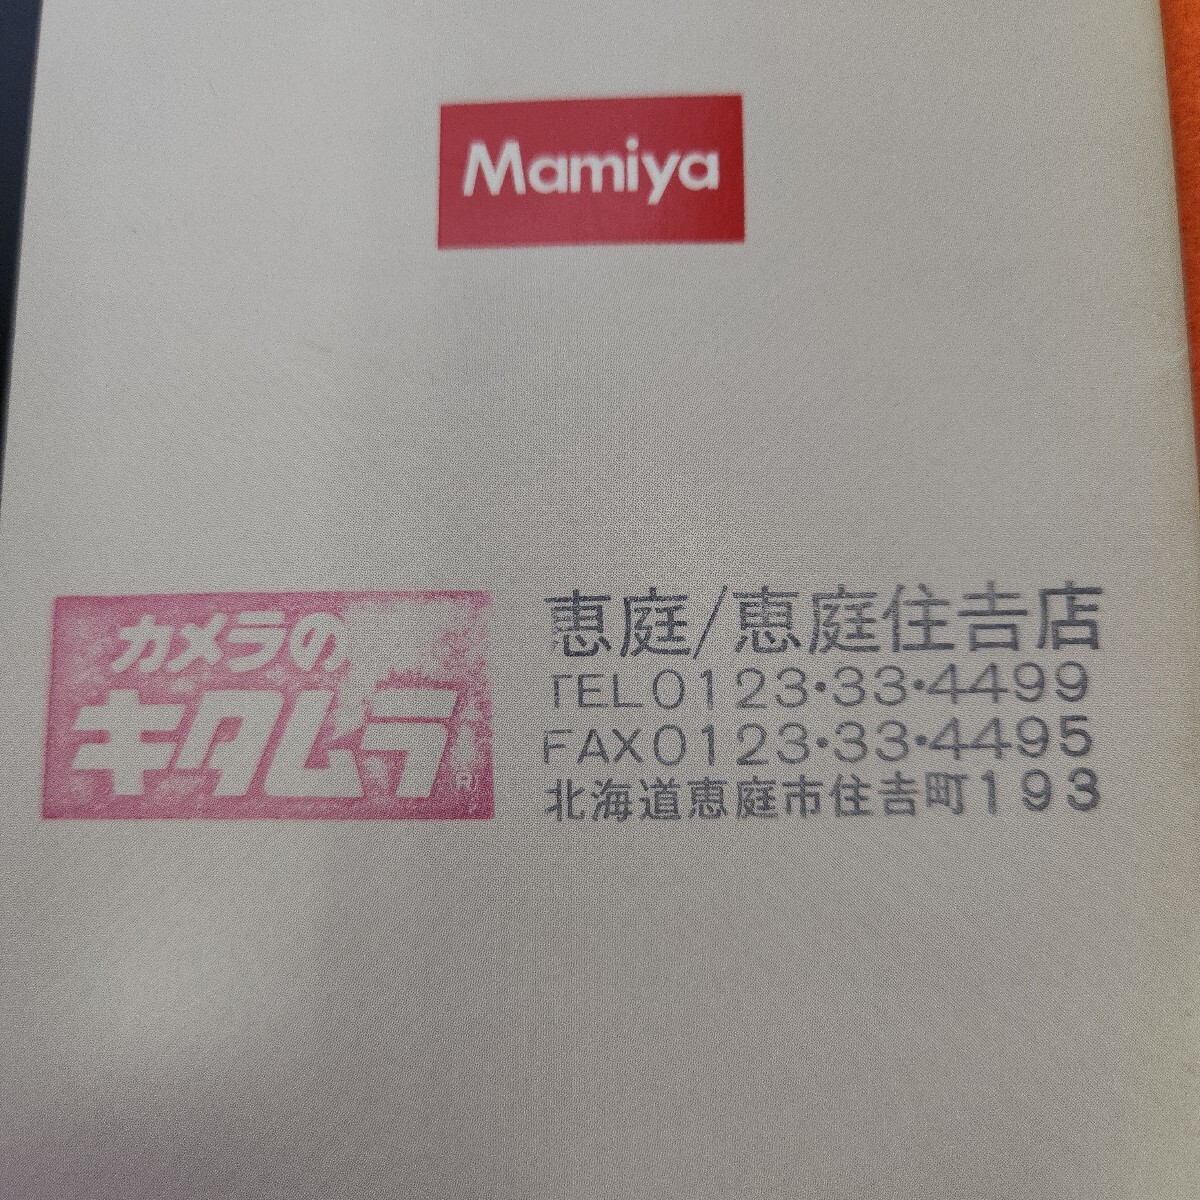 Mamiya
カメラの
キタムラ®
恵庭/恵庭住吉店
TEL0123・33・4499
FAX0123・33・4495
北海道恵庭市住吉町193